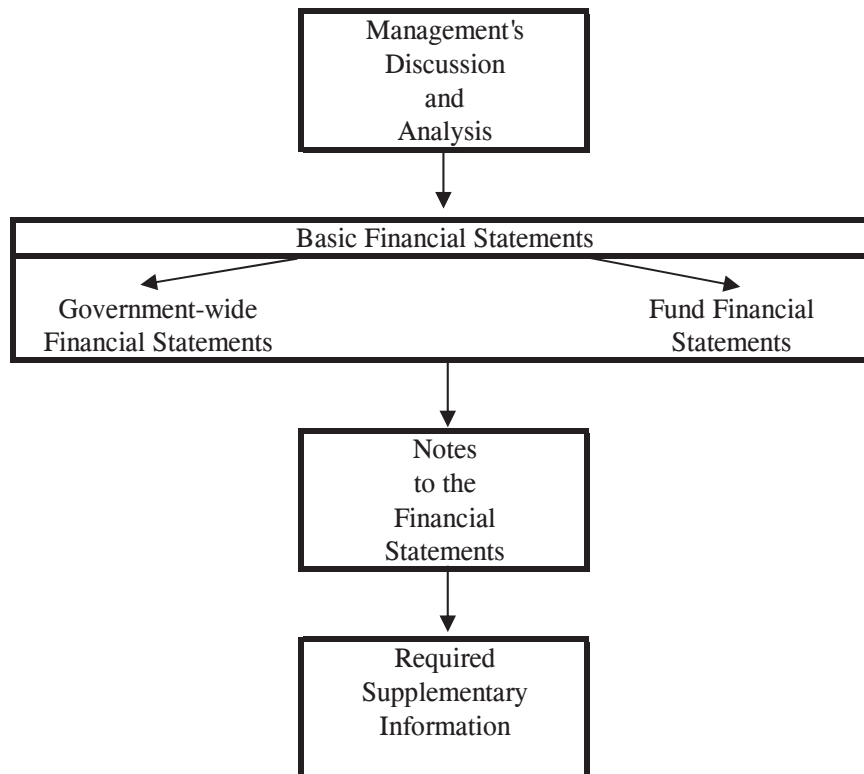 Management's
Discussion
and
Analysis
Basic Financial Statements
Government-wide
Financial Statements
Fund Financial
Statements
Notes
to the
Financial
Statements
Required
Supplementary
Information